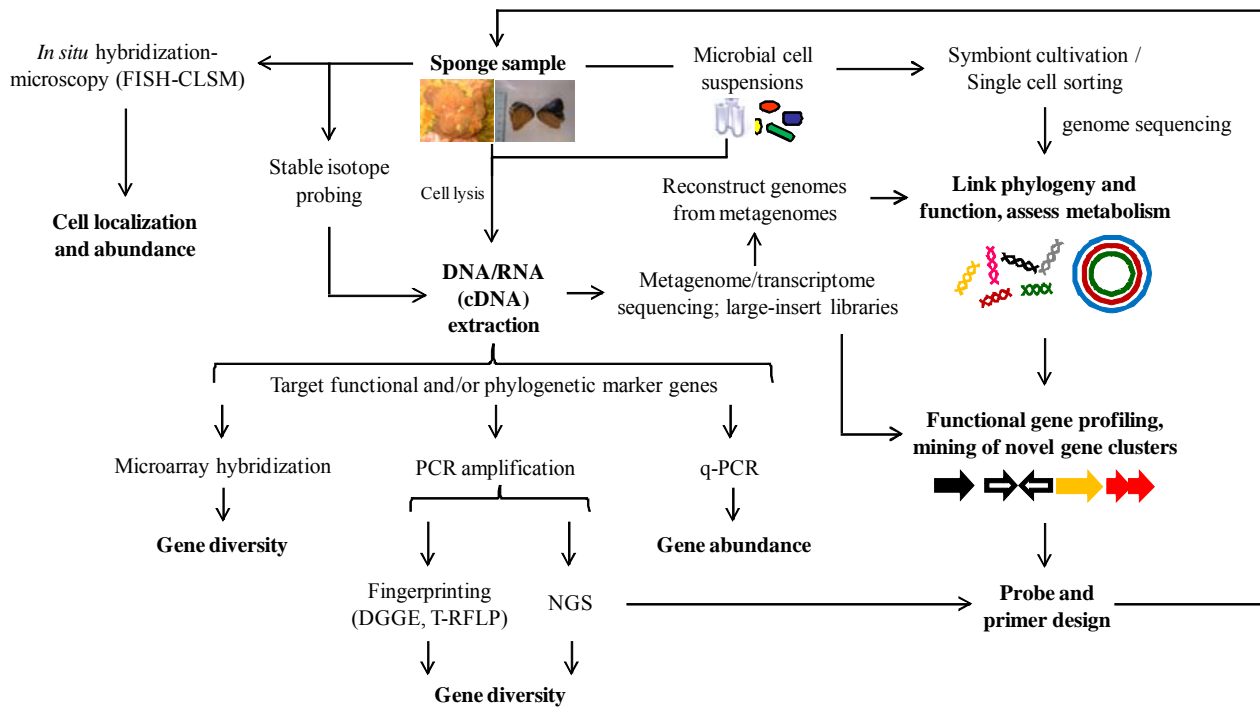 In situ hybridization-
microscopy (FISH-CLSM)
Sponge sample
Microbial cell
suspensions
Symbiont cultivation /
Single cell sorting
genome sequencing
Stable isotope
probing
Cell lysis
Reconstruct genomes
from metagenomes
Link phylogeny and
function, assess metabolism
Cell localization
and abundance
DNA/RNA
(cDNA)
extraction
Metagenome/transcriptome
sequencing; large-insert libraries
Target functional and/or phylogenetic marker genes
Functional gene profiling,
mining of novel gene clusters
Microarray hybridization
PCR amplification
q-PCR
Gene diversity
Gene abundance
Fingerprinting
(DGGE, T-RFLP)
NGS
Probe and
primer design
Gene diversity